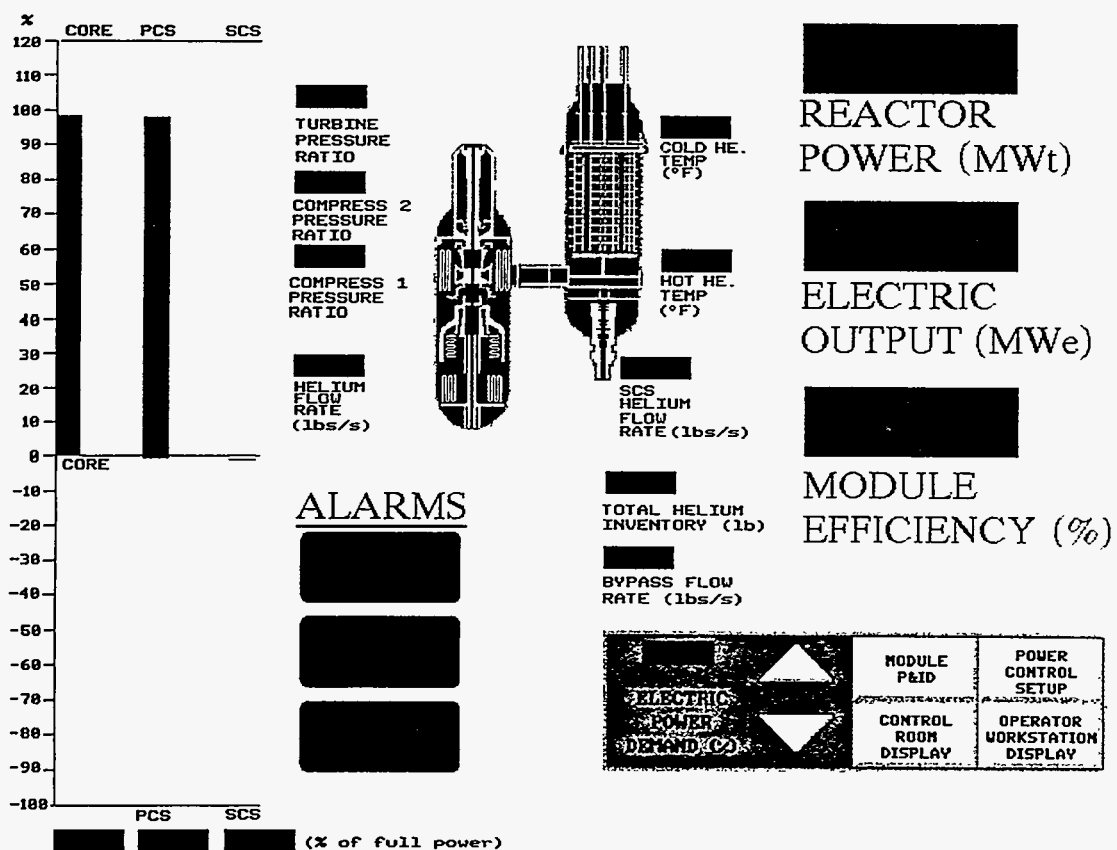 %
CORE PCS SCS
120
110
100
90
80
70
60
50
40
30
20
10
0
CORE
-10
-20
-30
-40
-50
-60
-70
-80
-90
-100
PCS SCS
(% of full power)
TURBINE
PRESSURE
RATIO
COMPRESS 2
PRESSURE
RATIO
COMPRESS 1
PRESSURE
RATIO
HELIUM
FLOW
RATE
(lbs/s)
ALARMS
COLD HE.
TEMP
(°F)
HOT HE.
TEMP
(°F)
SCS
HELIUM
FLOW
RATE(lbs/s)
TOTAL HELIUM
INVENTORY (lb)
BYPASS FLOW
RATE (lbs/s)
REACTOR
POWER (MWt)
ELECTRIC
OUTPUT (MWe)
MODULE
EFFICIENCY (%)
ELECTRIC
POWER
DEMAND (%)
MODULE
P&ID
POWER
CONTROL
SETUP
CONTROL
ROOM
DISPLAY
OPERATOR
WORKSTATION
DISPLAY